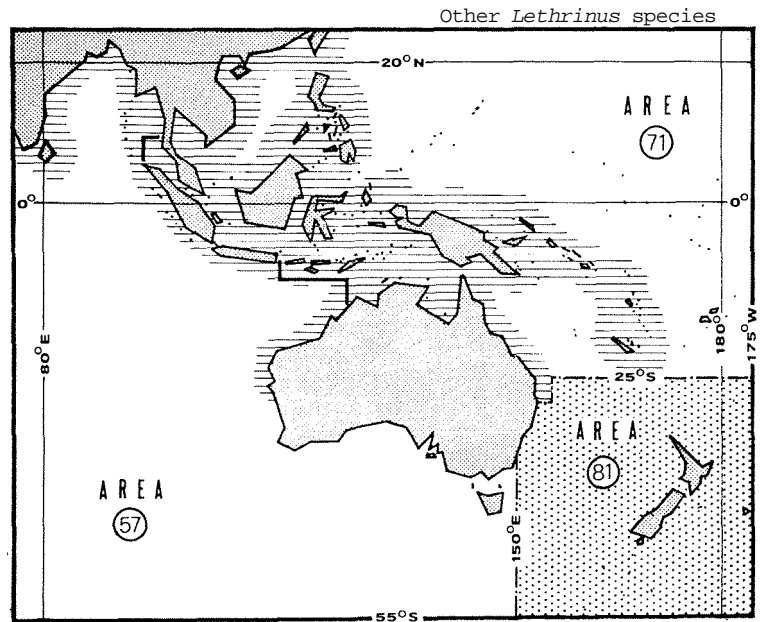 Other Lethrinus species
20°N
AREA
71
0°
0°
80°E
180°
175°W
25°S
AREA
81
AREA
57
150°E
55°S